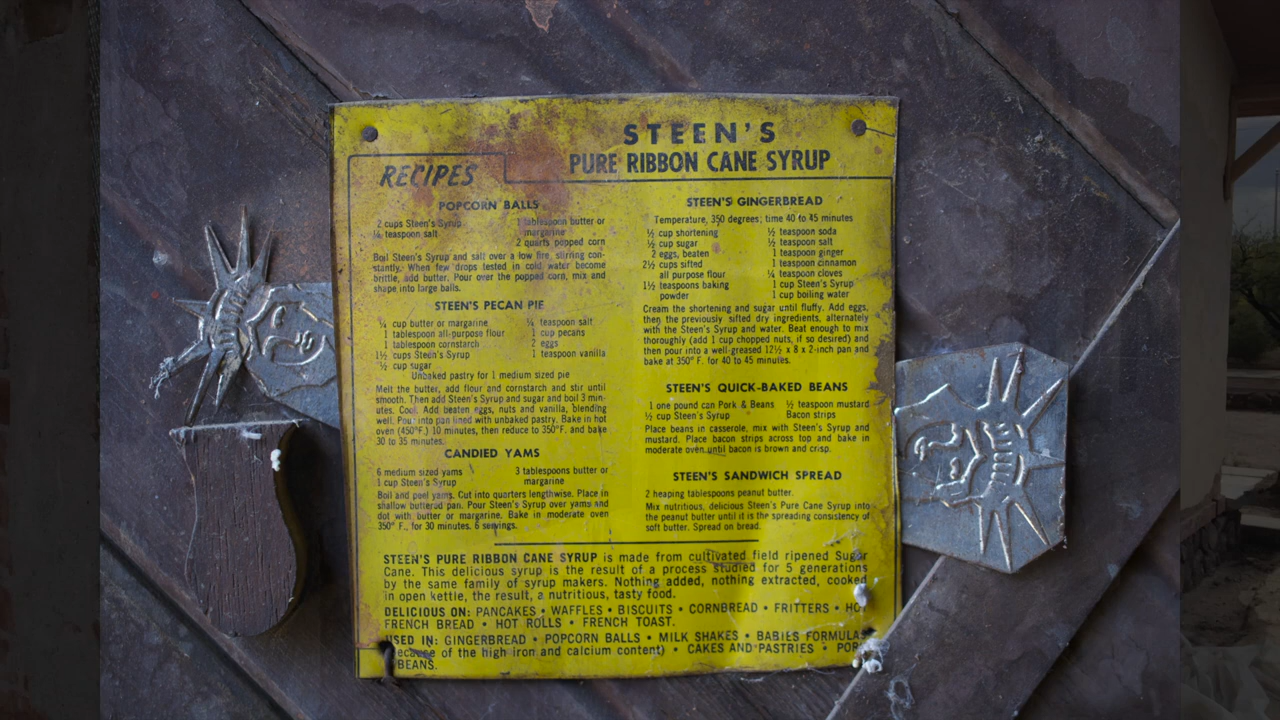 STEEN'S
PURE RIBBON CANE SYRUP
RECIPES
POPCORN BALLS
2 cups Steen's Syrup
½ teaspoon salt
1 tablespoon butter or
margarine
2 quarts popped corn
Boil Steen's Syrup and salt over a low fire, stirring con-
stantly. When few drops tested in cold water become
brittle, add butter. Pour over the popped corn, mix and
shape into large balls.
STEEN'S PECAN PIE
¼ cup butter or margarine
1 tablespoon all-purpose flour
1 tablespoon cornstarch
1½ cups Steen's Syrup
½ cup sugar
¼ teaspoon salt
1 cup pecans
2 eggs
1 teaspoon vanilla
Unbaked pastry for 1 medium sized pie
Melt the butter, add flour and cornstarch and stir until
smooth. Then add Steen's Syrup and sugar and boil 3 min-
utes. Cool. Add beaten eggs, nuts and vanilla, blending
well. Pour into pan lined with unbaked pastry. Bake in hot
oven (450°F.) 10 minutes, then reduce to 350°F. and bake
30 to 35 minutes.
CANDIED YAMS
6 medium sized yams
1 cup Steen's Syrup
3 tablespoons butter or
margarine
Boil and peel yams. Cut into quarters lengthwise. Place in
shallow buttered pan. Pour Steen's Syrup over yams and
dot with butter or margarine. Bake in moderate oven
350° F., for 30 minutes. 6 servings.
STEEN'S GINGERBREAD
Temperature, 350 degrees; time 40 to 45 minutes
½ cup shortening
½ cup sugar
2 eggs, beaten
2½ cups sifted
all purpose flour
1½ teaspoons baking
powder
½ teaspoon soda
½ teaspoon salt
1 teaspoon ginger
1 teaspoon cinnamon
¼ teaspoon cloves
1 cup Steen's Syrup
1 cup boiling water
Cream the shortening and sugar until fluffy. Add eggs,
then the previously sifted dry ingredients, alternately
with the Steen's Syrup and water. Beat enough to mix
thoroughly (add 1 cup chopped nuts, if so desired) and
then pour into a well-greased 12½ x 8 x 2-inch pan and
bake at 350° F. for 40 to 45 minutes.
STEEN'S QUICK-BAKED BEANS
1 one pound can Pork & Beans
½ cup Steen's Syrup
½ teaspoon mustard
Bacon strips
Place beans in casserole, mix with Steen's Syrup and
mustard. Place bacon strips across top and bake in
moderate oven until bacon is brown and crisp.
STEEN'S SANDWICH SPREAD
2 heaping tablespoons peanut butter.
Mix nutritious, delicious Steen's Pure Cane Syrup into
the peanut butter until it is the spreading consistency of
soft butter. Spread on bread.
STEEN'S PURE RIBBON CANE SYRUP is made from cultivated field ripened Sugar
Cane. This delicious syrup is the result of a process studied for 5 generations
by the same family of syrup makers. Nothing added, nothing extracted, cooked
in open kettle, the result, a nutritious, tasty food.
DELICIOUS ON: PANCAKES • WAFFLES • BISCUITS • CORNBREAD • FRITTERS • HO
FRENCH BREAD • HOT ROLLS • FRENCH TOAST.
USED IN: GINGERBREAD • POPCORN BALLS • MILK SHAKES • BABIES FORMULAS
ecause of the high iron and calcium content) • CAKES AND PASTRIES • POR
BEANS.